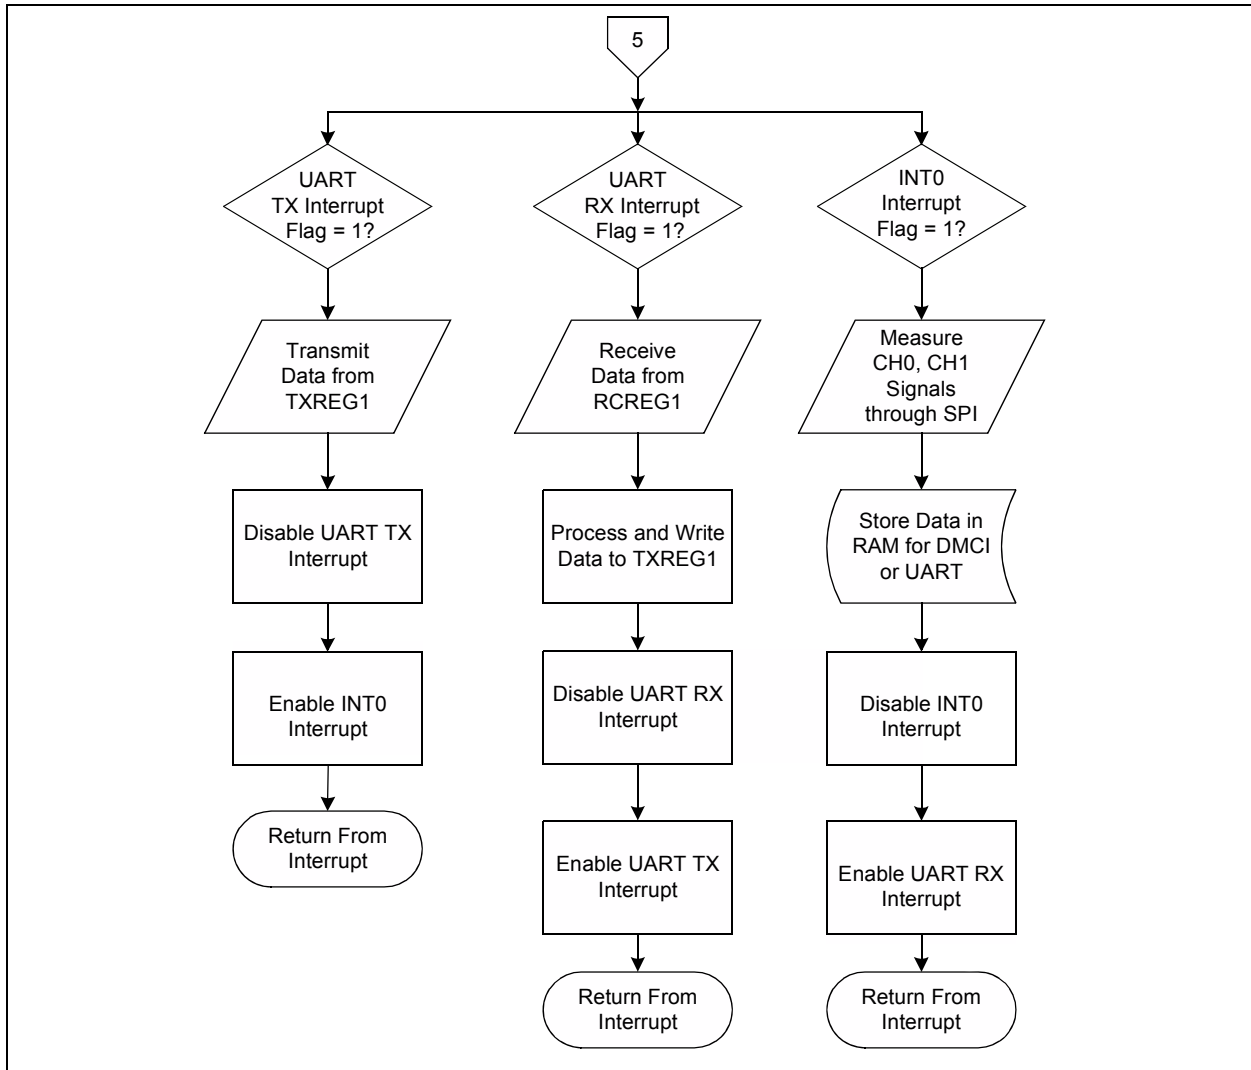 5
UART
TX Interrupt
Flag = 1?
UART
RX Interrupt
Flag = 1?
INT0
Interrupt
Flag = 1?
Transmit
Data from
TXREG1
Receive
Data from
RCREG1
Measure
CH0, CH1
Signals
through SPI
Disable UART TX
Interrupt
Process and Write
Data to TXREG1
Store Data in
RAM for DMCI
or UART
Enable INT0
Interrupt
Disable UART RX
Interrupt
Disable INT0
Interrupt
Return From
Interrupt
Enable UART TX
Interrupt
Enable UART RX
Interrupt
Return From
Interrupt
Return From
Interrupt